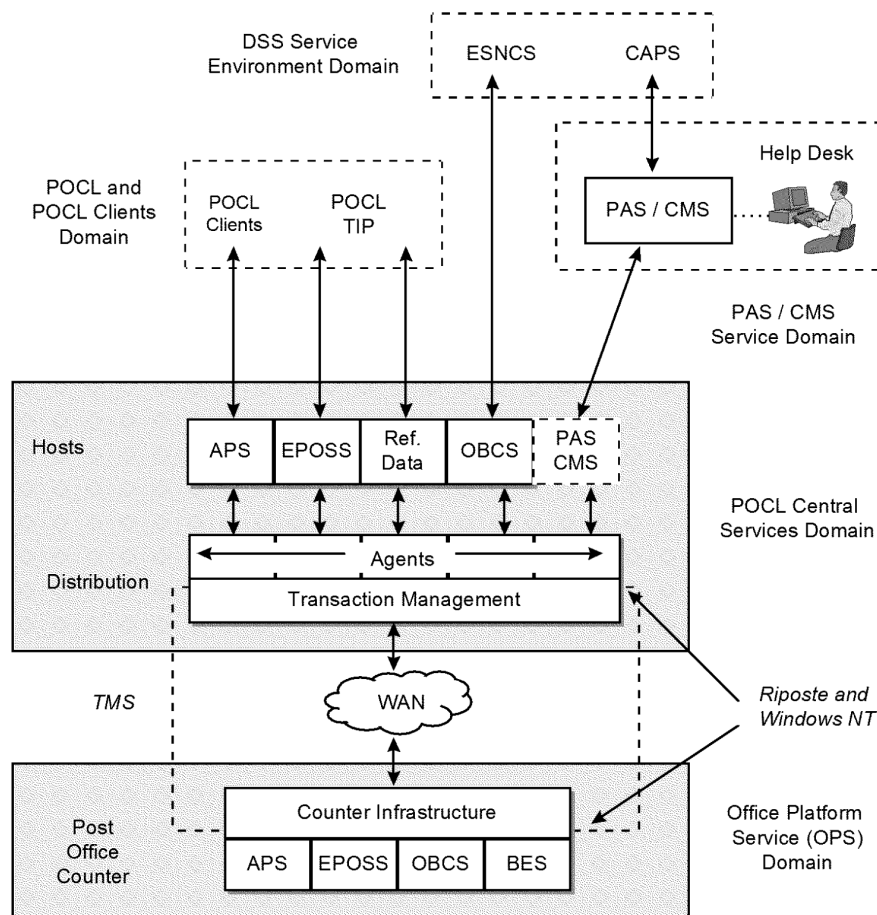 DSS Service
Environment Domain
ESNCS
CAPS
Help Desk
POCL and
POCL Clients
Domain
POCL
Clients
POCL
TIP
PAS / CMS
PAS / CMS
Service Domain
Hosts
APS
EPOSS
Ref.
Data
OBCS
PAS
CMS
POCL Central
Services Domain
Agents
Distribution
Transaction Management
TMS
WAN
Riposte and
Windows NT
Counter Infrastructure
Post
Office
Counter
APS
EPOSS
OBCS
BES
Office Platform
Service (OPS)
Domain